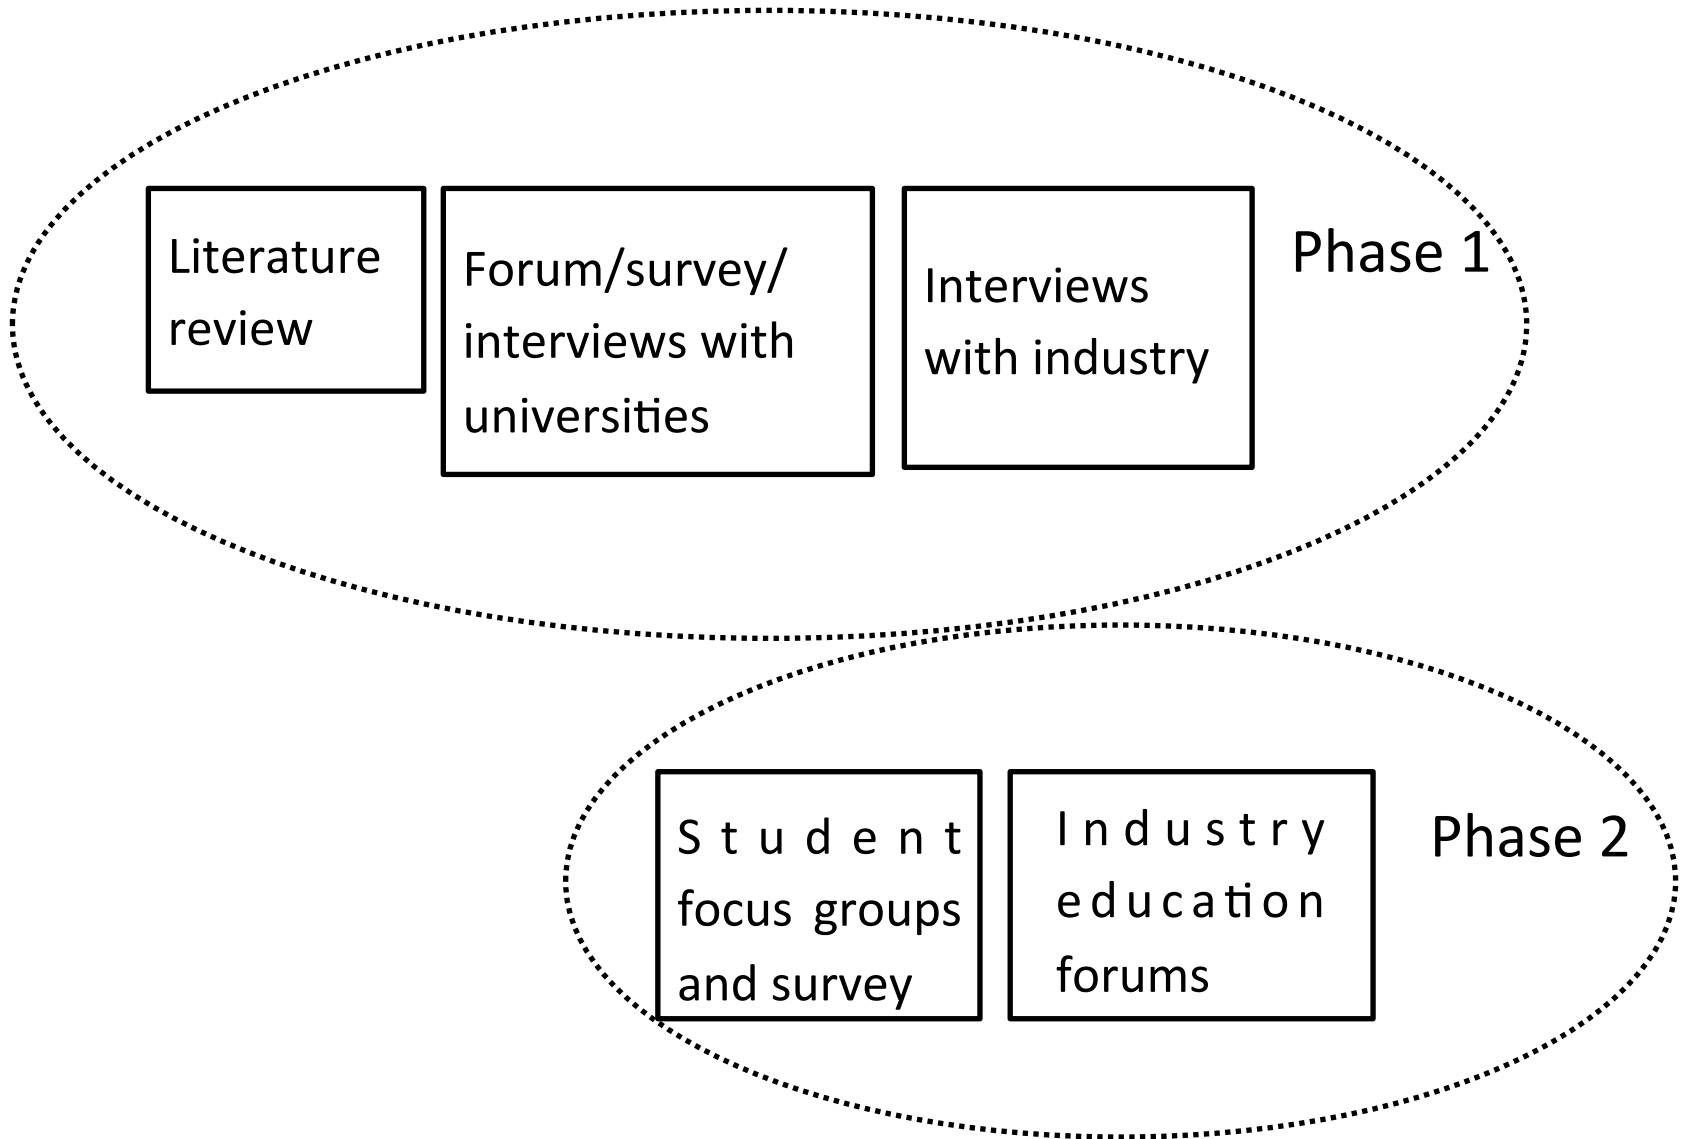 Literature
review
Forum/survey/
interviews with
universities
Interviews
with industry
Phase 1
Student
focus groups
and survey
Industry
education
forums
Phase 2